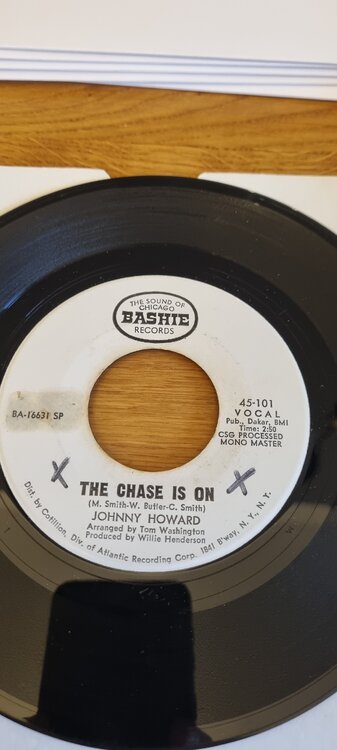 THE SOUND OF
CHICAGO
BASHIE
RECORDS
BA-16631 SP
45-101
VOCAL
Pub., Dakar, BMI
Time: 2:50
CSG PROCESSED
MONO MASTER
X
X
THE CHASE IS ON
(M. Smith-W. Butler-C. Smith)
JOHNNY HOWARD
Arranged by Tom Washington
Produced by Willie Henderson
Dist. by Cotillion, Div. of Atlantic Recording Corp. 1841 B'way, N. Y., N. Y.